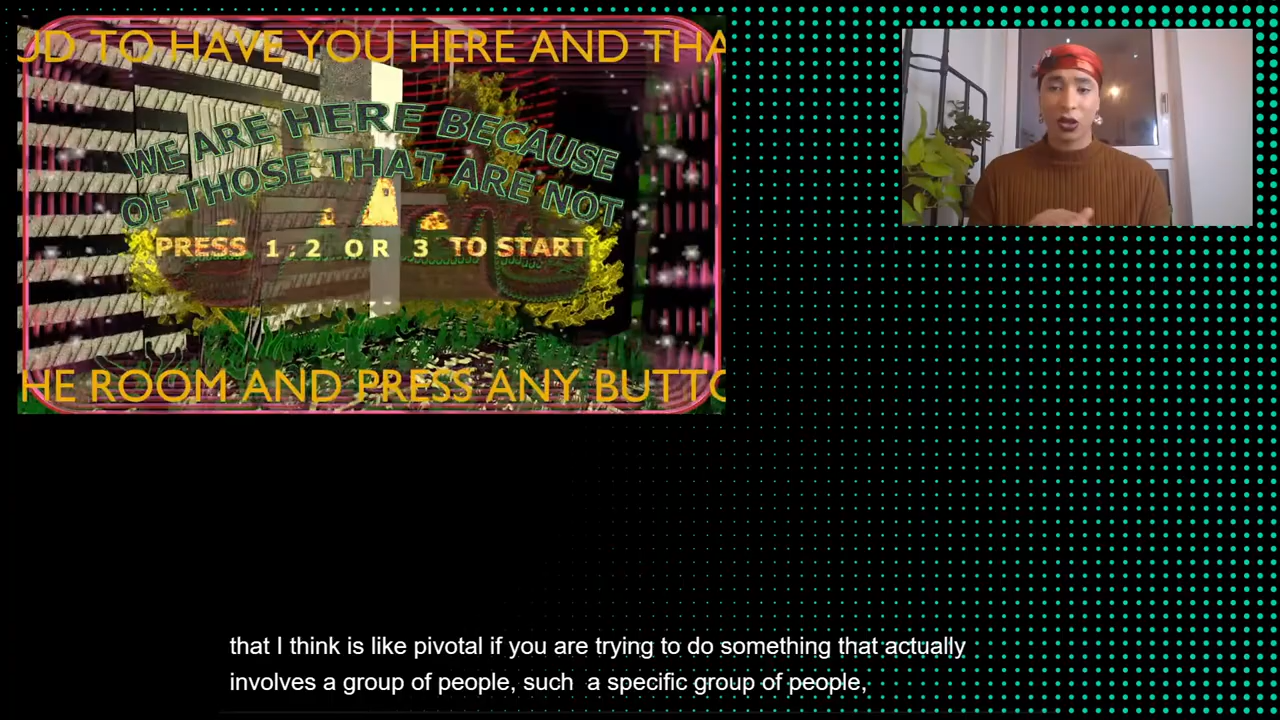 UD TO HAVE YOU HERE AND THA
WE ARE HERE BECAUSE
OF THOSE THAT ARE NOT
PRESS 1, 2 OR 3 TO START
HE ROOM AND PRESS ANY BUTTO
that I think is like pivotal if you are trying to do something that actually
involves a group of people, such  a specific group of people,